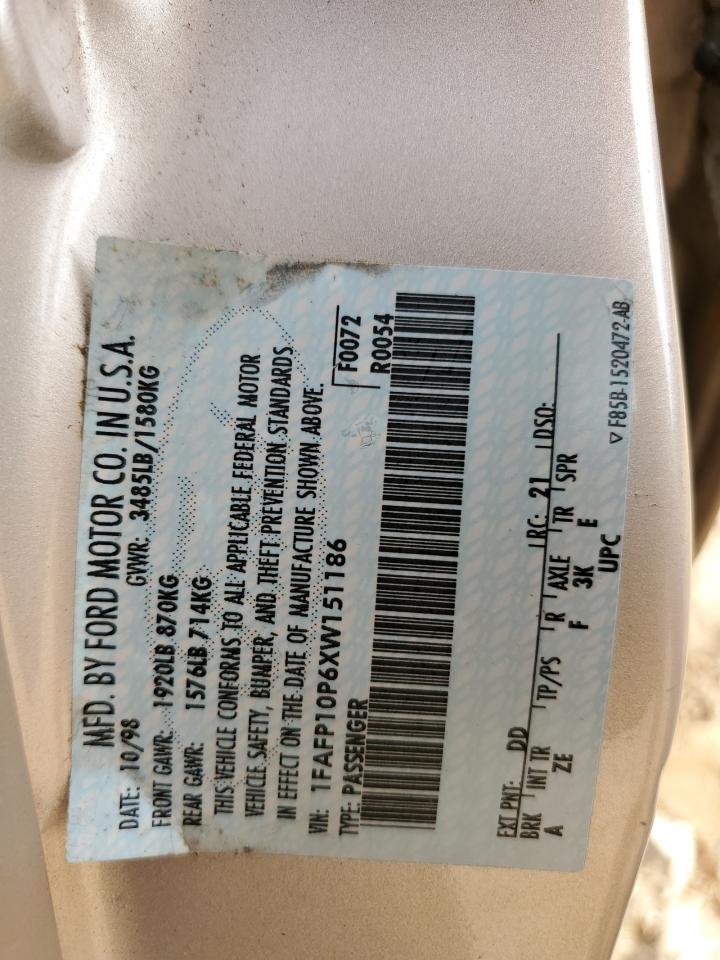 MFD. BY FORD MOTOR CO. IN U.S.A.
DATE: 10/98 GVWR: 3485LB/1580KG
FRONT GAWR: 1920LB 870KG
REAR GAWR: 1576LB 714KG
THIS VEHICLE CONFORMS TO ALL APPLICABLE FEDERAL MOTOR
VEHICLE SAFETY, BUMPER, AND THEFT PREVENTION STANDARDS
IN EFFECT ON THE DATE OF MANUFACTURE SHOWN ABOVE.
VIN: 1FAFP10P6XW151186 F0072
TYPE: PASSENGER R0054
EXT PNT: DD RC: 21 DSO:
BRK INT TR TP/PS R AXLE TR SPR
A ZE F 3K E
UPC
▽ F85B-1520472-AB